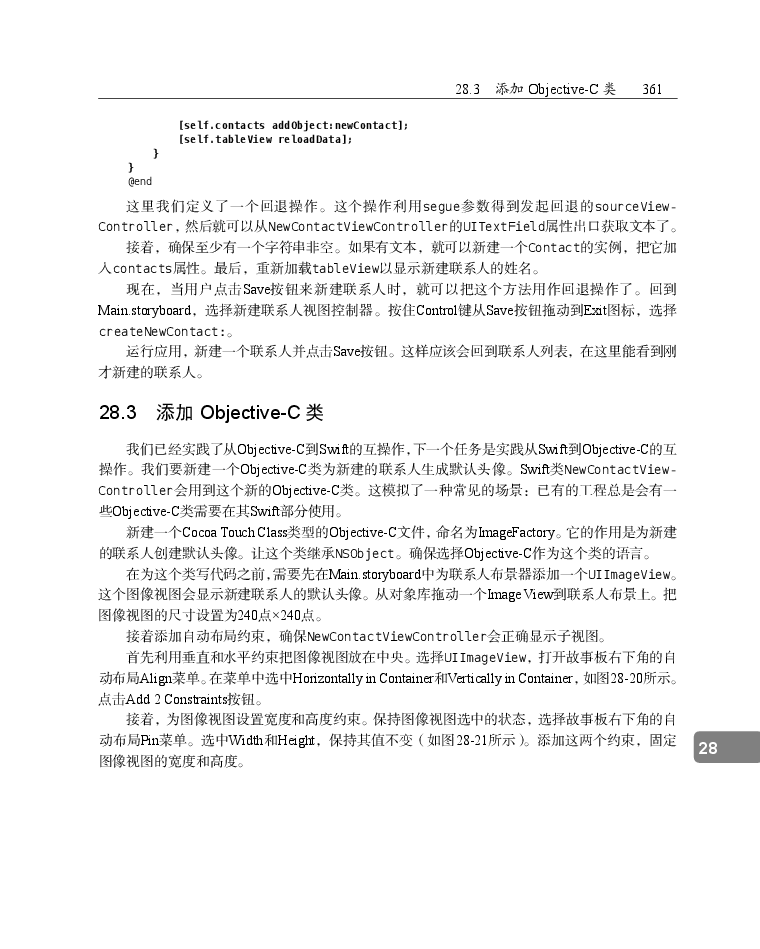 28.3 添加 Objective-C 类 361
[self.contacts addObject:newContact];
[self.tableView reloadData];
}
}
@end
这里我们定义了一个回退操作。这个操作利用segue参数得到发起回退的sourceView-
Controller，然后就可以从NewContactViewController的UITextField属性出口获取文本了。
接着，确保至少有一个字符串非空。如果有文本，就可以新建一个Contact的实例，把它加
入contacts属性。最后，重新加载tableView以显示新建联系人的姓名。
现在，当用户点击Save按钮来新建联系人时，就可以把这个方法用作回退操作了。回到
Main.storyboard，选择新建联系人视图控制器。按住Control键从Save按钮拖动到Exit图标，选择
createNewContact:。
运行应用，新建一个联系人并点击Save按钮。这样应该会回到联系人列表，在这里能看到刚
才新建的联系人。
28.3 添加 Objective-C 类
我们已经实践了从Objective-C到Swift的互操作，下一个任务是实践从Swift到Objective-C的互
操作。我们要新建一个Objective-C类为新建的联系人生成默认头像。Swift类NewContactView-
Controller会用到这个新的Objective-C类。这模拟了一种常见的场景：已有的工程总是会有一
些Objective-C类需要在其Swift部分使用。
新建一个Cocoa Touch Class类型的Objective-C文件，命名为ImageFactory。它的作用是为新建
的联系人创建默认头像。让这个类继承NSObject。确保选择Objective-C作为这个类的语言。
在为这个类写代码之前，需要先在Main.storyboard中为联系人布景器添加一个UIImageView。
这个图像视图会显示新建联系人的默认头像。从对象库拖动一个Image View到联系人布景上。把
图像视图的尺寸设置为240点×240点。
接着添加自动布局约束，确保NewContactViewController会正确显示子视图。
首先利用垂直和水平约束把图像视图放在中央。选择UIImageView，打开故事板右下角的自
动布局Align菜单。在菜单中选中Horizontally in Container和Vertically in Container，如图28-20所示。
点击Add 2 Constraints按钮。
接着，为图像视图设置宽度和高度约束。保持图像视图选中的状态，选择故事板右下角的自
动布局Pin菜单。选中Width和Height，保持其值不变（如图28-21所示）。添加这两个约束，固定
图像视图的宽度和高度。
28